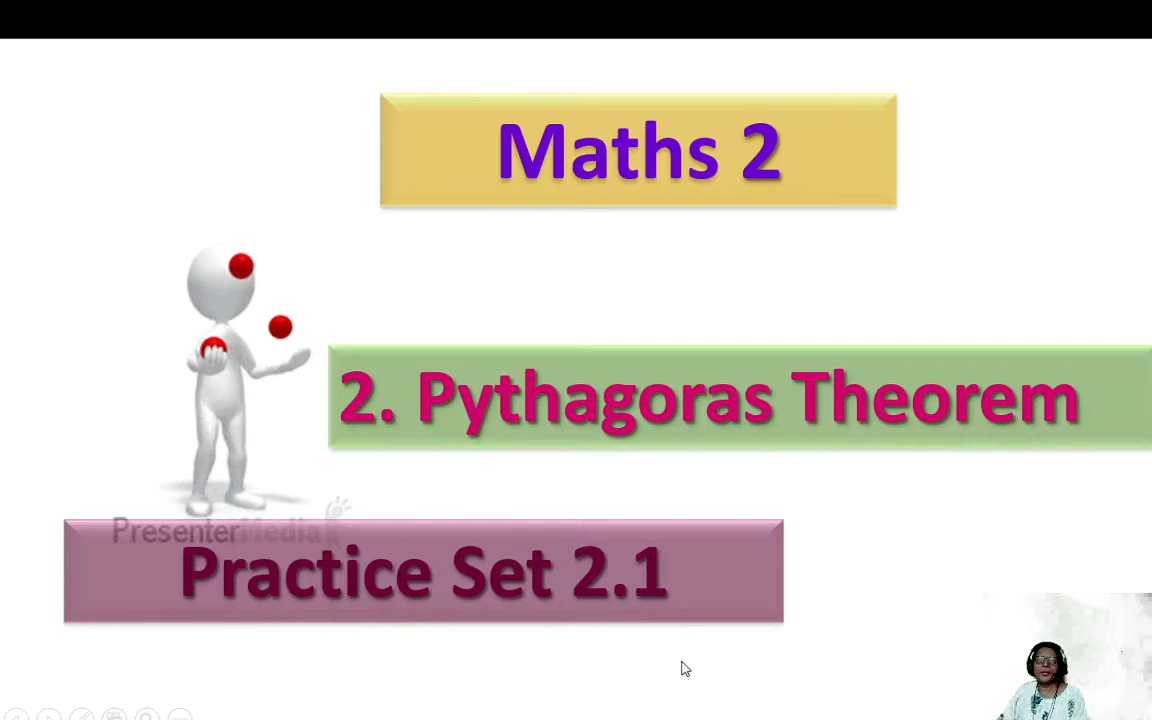 Maths 2
2. Pythagoras Theorem
PresenterMedia
Practice Set 2.1